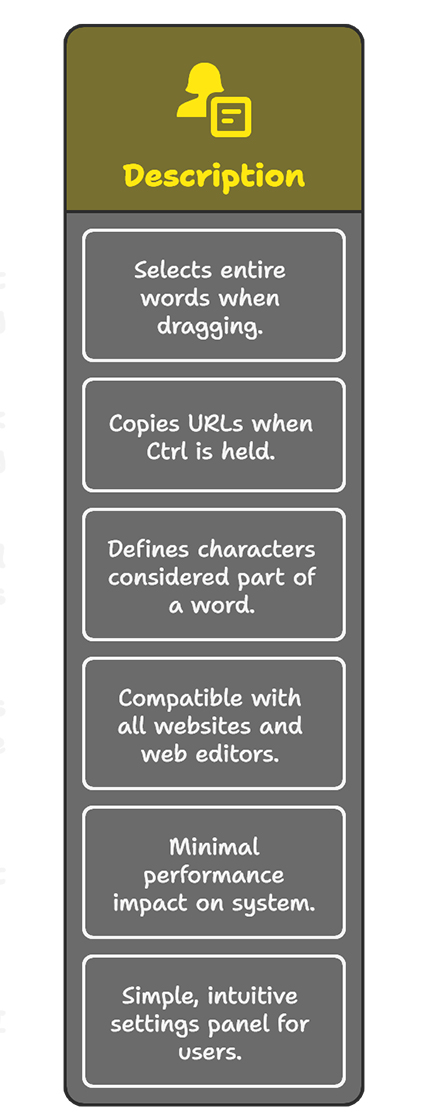 Description
Selects entire
words when
dragging.
Copies URLs when
Ctrl is held.
Defines characters
considered part of
a word.
Compatible with
all websites and
web editors.
Minimal
performance
impact on system.
Simple, intuitive
settings panel for
users.